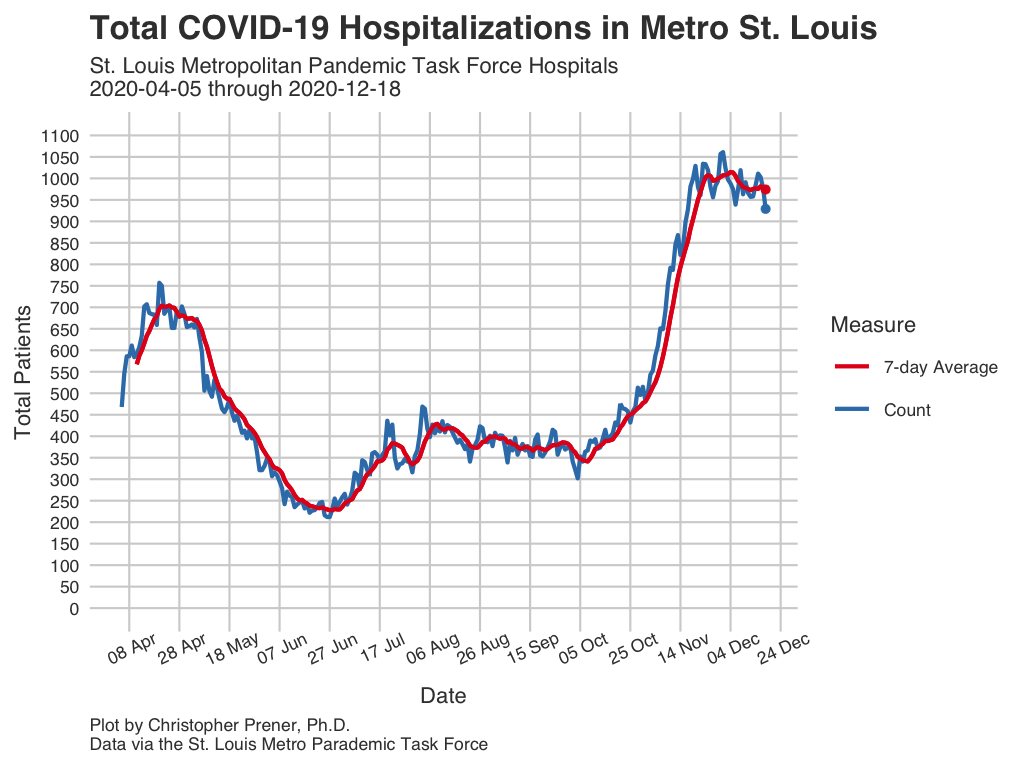 Total COVID-19 Hospitalizations in Metro St. Louis
St. Louis Metropolitan Pandemic Task Force Hospitals
2020-04-05 through 2020-12-18
1100
1050
1000
950
900
850
800
750
700
650
600
550
500
450
400
350
300
250
200
150
100
50
0
Total Patients
08 Apr
28 Apr
18 May
07 Jun
27 Jun
17 Jul
06 Aug
26 Aug
15 Sep
05 Oct
25 Oct
14 Nov
04 Dec
24 Dec
Date
Measure
7-day Average
Count
Plot by Christopher Prener, Ph.D.
Data via the St. Louis Metro Parademic Task Force